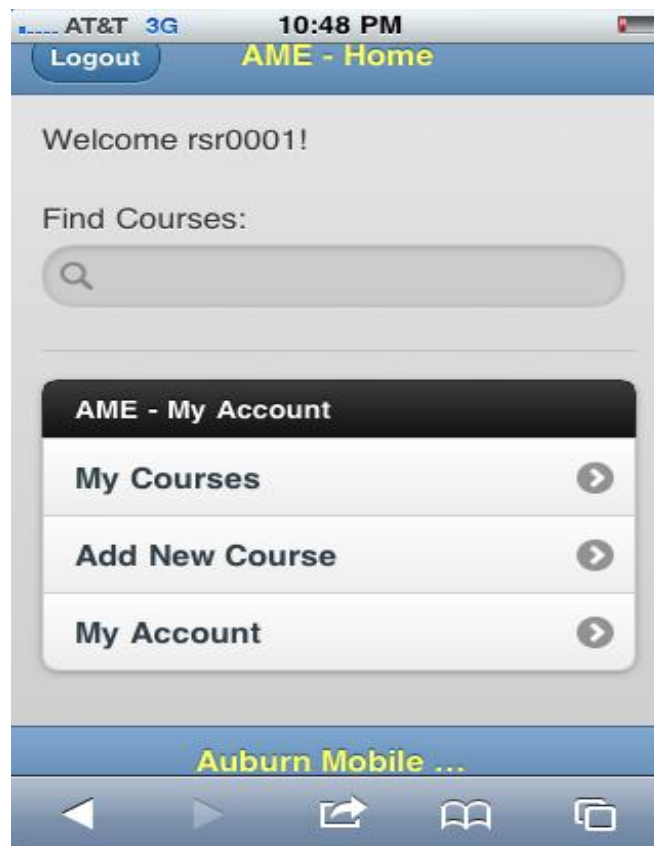 AT&T 3G 10:48 PM
Logout AME - Home
Welcome rsr0001!
Find Courses:
AME - My Account
My Courses
Add New Course
My Account
Auburn Mobile ...